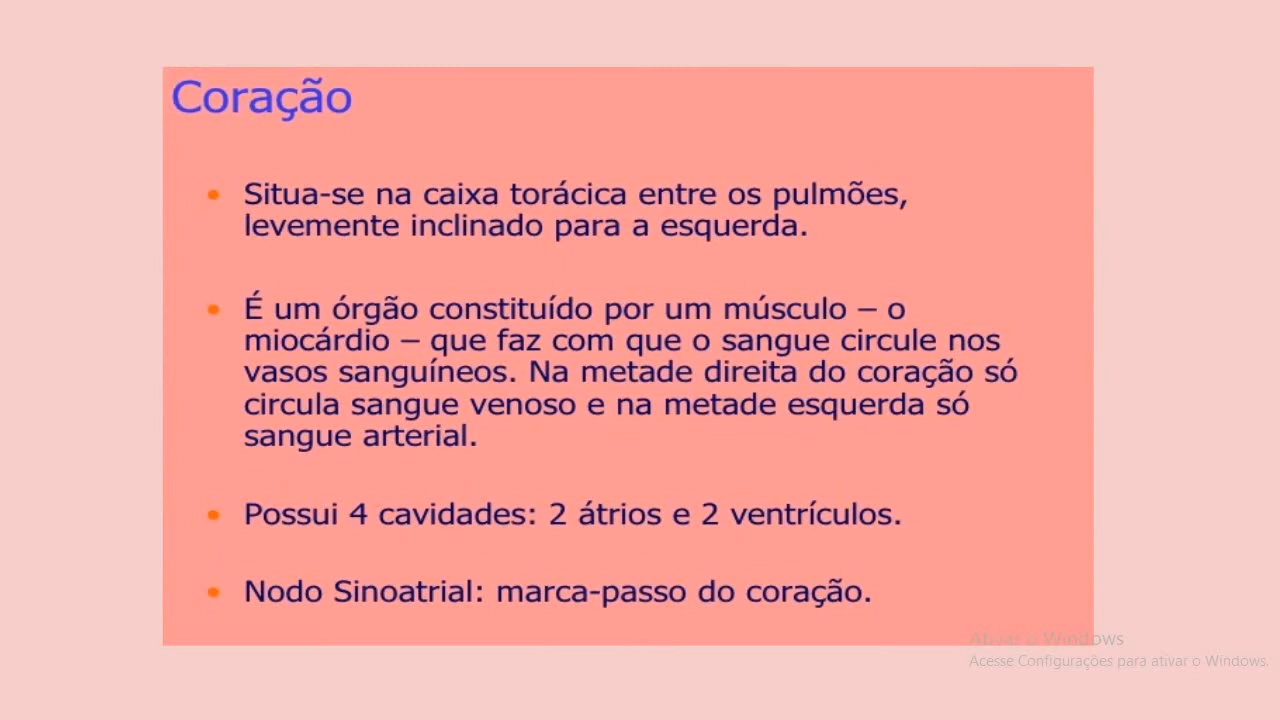 Coração
• Situa-se na caixa torácica entre os pulmões,
levemente inclinado para a esquerda.
• É um órgão constituído por um músculo – o
miocárdio – que faz com que o sangue circule nos
vasos sanguíneos. Na metade direita do coração só
circula sangue venoso e na metade esquerda só
sangue arterial.
• Possui 4 cavidades: 2 átrios e 2 ventrículos.
• Nodo Sinoatrial: marca-passo do coração.
Ativar o Windows
Acesse Configurações para ativar o Windows.